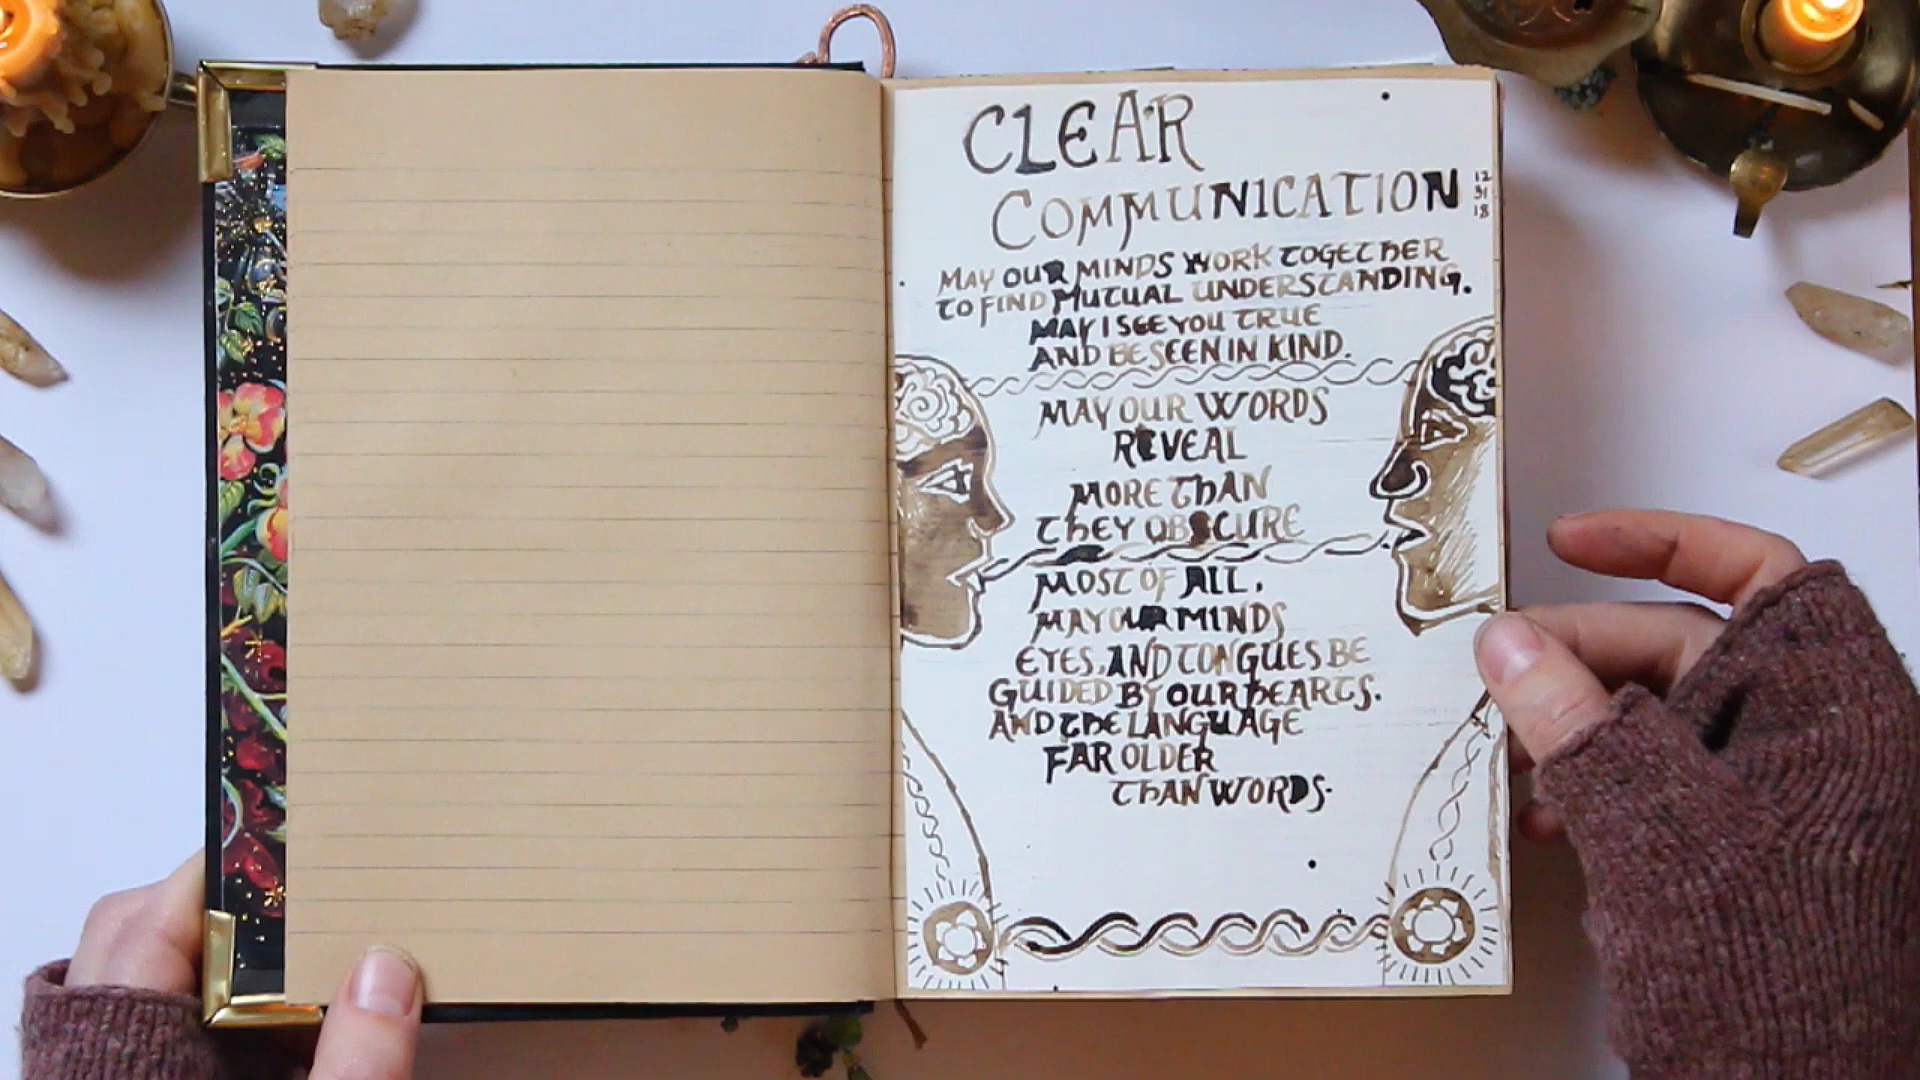 CLEAR
COMMUNICATION
12
31
18
MAY OUR MINDS WORK TOGETHER
TO FIND MUTUAL UNDERSTANDING.
MAY I SEE YOU TRUE
AND BE SEEN IN KIND.
MAY OUR WORDS
REVEAL
MORE THAN
THEY OBSCURE
MOST OF ALL,
MAY OUR MINDS
EYES, AND TONGUES BE
GUIDED BY OUR HEARTS.
AND THE LANGUAGE
FAR OLDER
THAN WORDS.